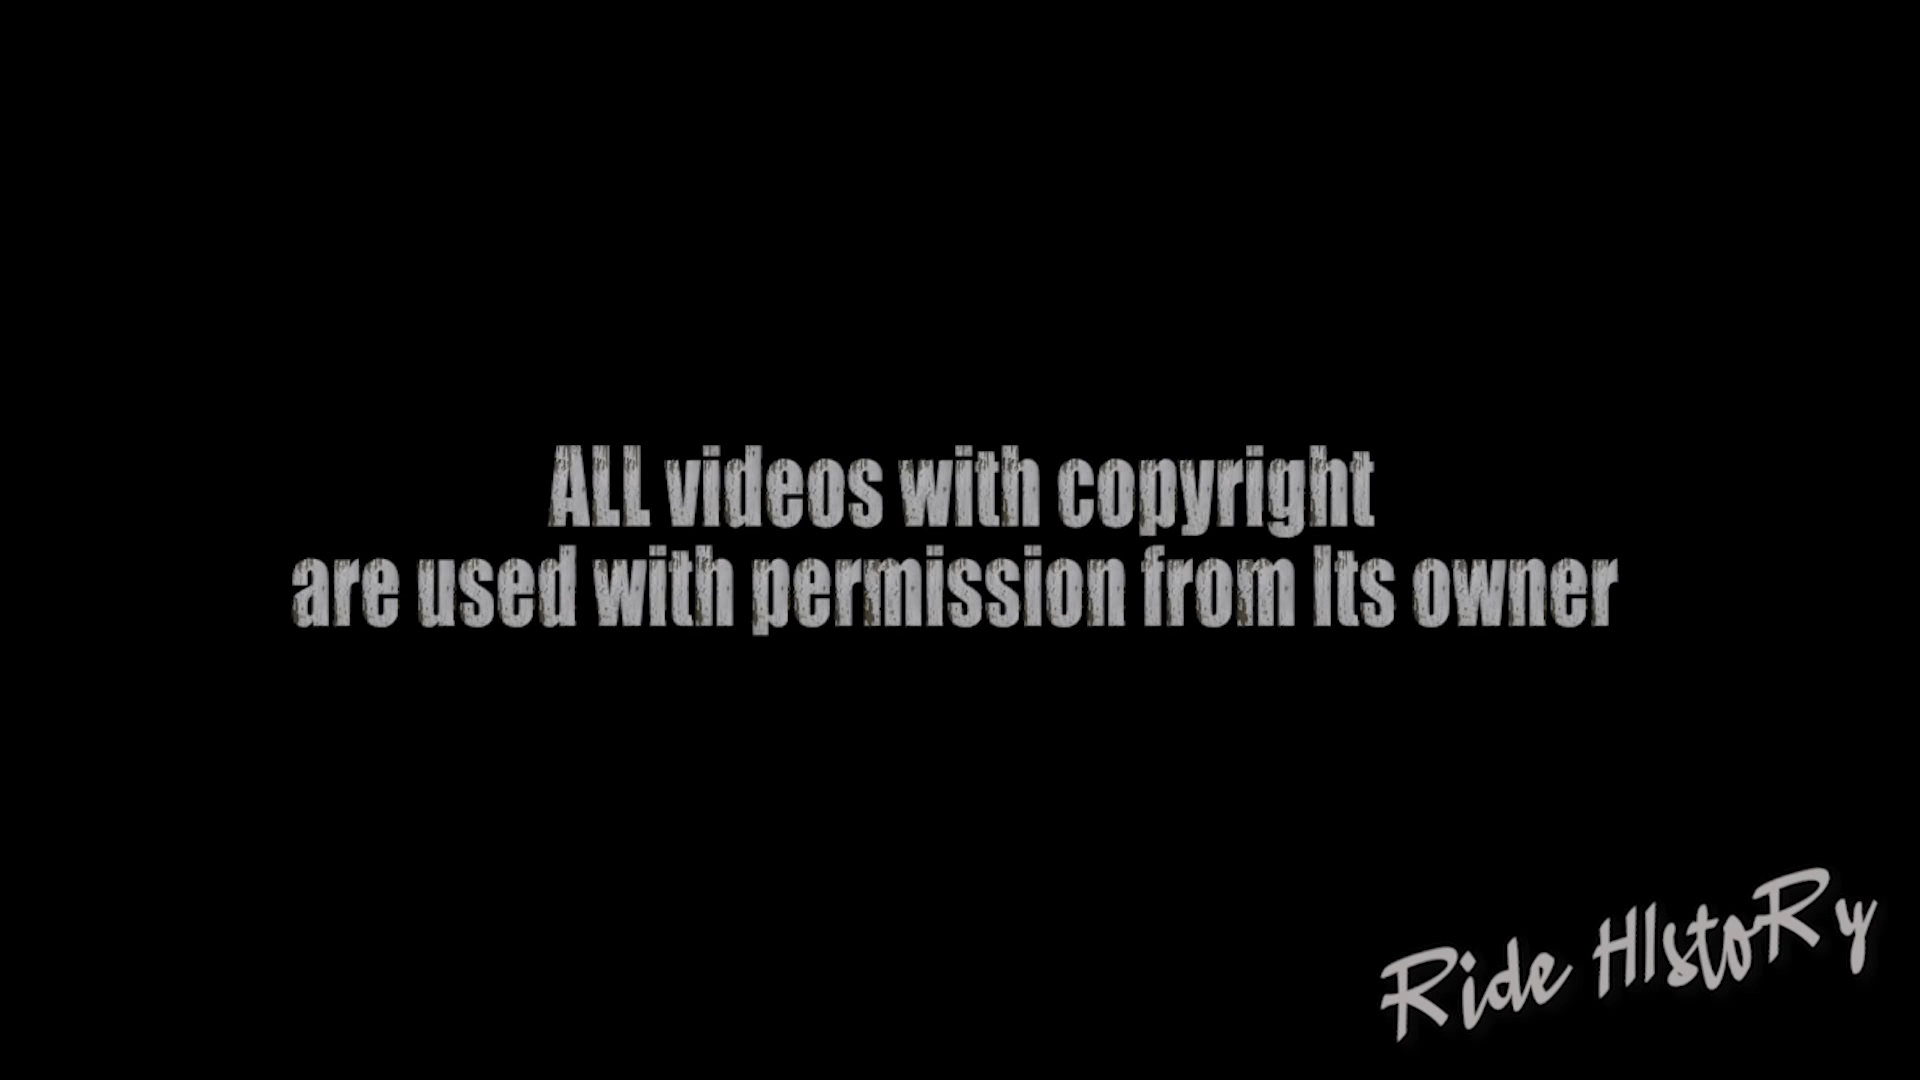 ALL videos with copyright
are used with permission from Its owner
Ride HIstoRy